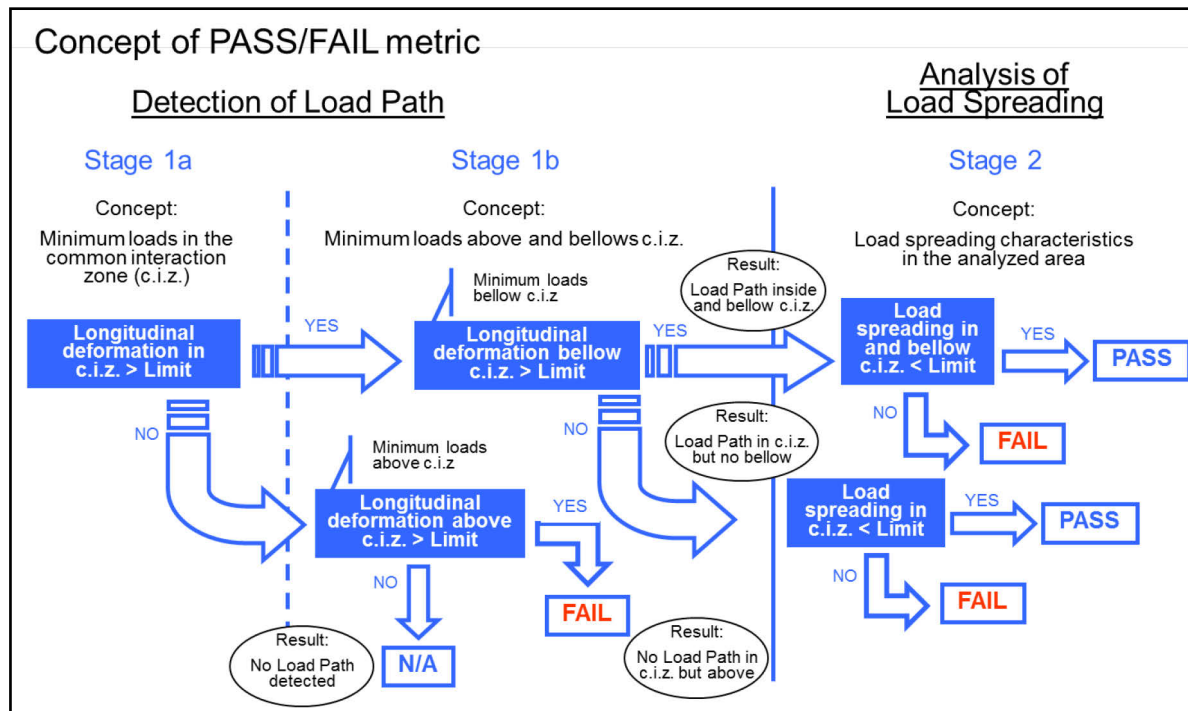 Concept of PASS/FAIL metric
Detection of Load Path
Analysis of
Load Spreading
Stage 1a
Stage 1b
Stage 2
Concept:
Minimum loads in the
common interaction
zone (c.i.z.)
Concept:
Minimum loads above and bellows c.i.z.
Concept:
Load spreading characteristics
in the analyzed area
Minimum loads
bellow c.i.z
Result:
Load Path inside
and bellow c.i.z.
Longitudinal
deformation in
c.i.z. > Limit
YES
Longitudinal
deformation bellow
c.i.z. > Limit
YES
Load
spreading in
and bellow
c.i.z. < Limit
YES
PASS
NO
NO
NO
FAIL
Minimum loads
above c.i.z
Result:
Load Path in c.i.z.
but no bellow
Longitudinal
deformation above
c.i.z. > Limit
YES
Load
spreading in
c.i.z. < Limit
YES
PASS
NO
FAIL
NO
FAIL
Result:
No Load Path
detected
N/A
Result:
No Load Path in
c.i.z. but above